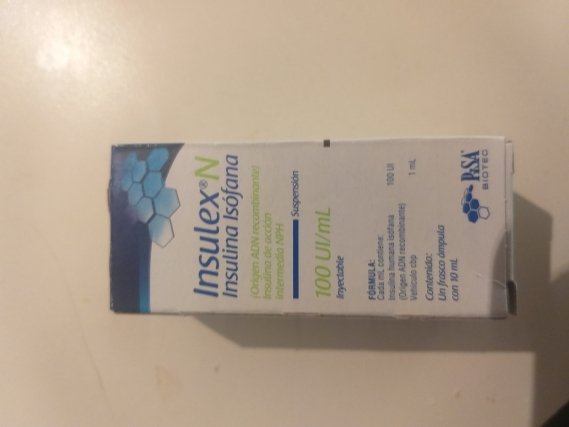 Insulex® N
Insulina Isófana
(Origen ADN recombinante)
Insulina de acción
intermedia NPH
Suspensión
100 UI/mL
Inyectable
FÓRMULA:
Cada mL contiene:
Insulina humana isófana
(Origen ADN recombinante) 100 UI
Vehículo cbp 1 mL
Contenido:
Un frasco ámpula
con 10 mL
PiSA
BIOTEC